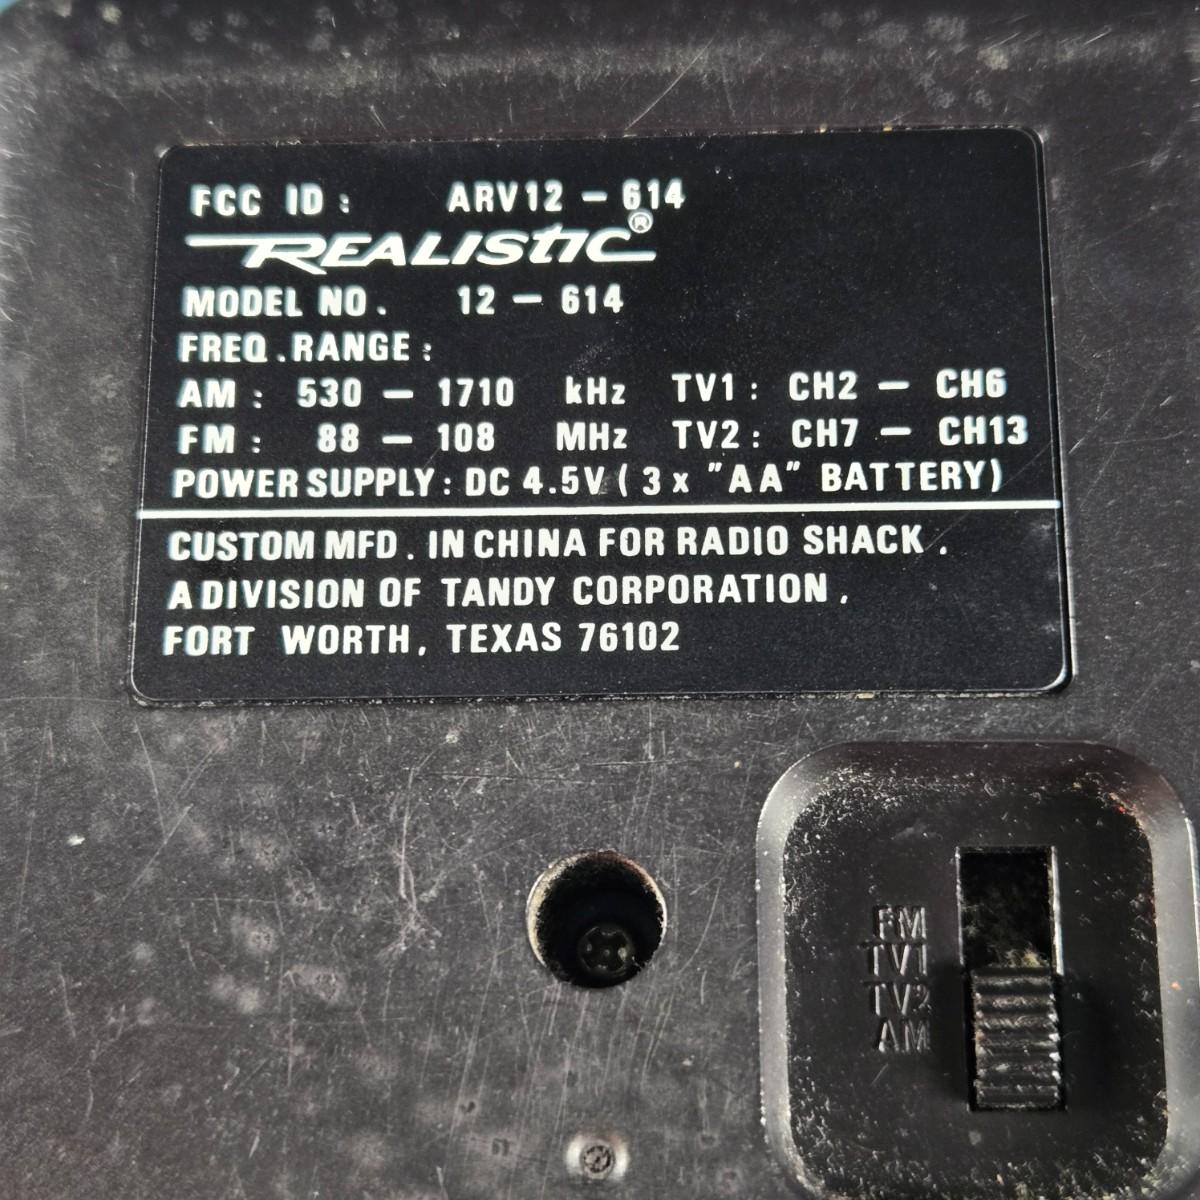 FCC ID : ARV12 - 614
REALISTIC®
MODEL NO. 12 - 614
FREQ.RANGE :
AM : 530 - 1710 kHz TV1 : CH2 - CH6
FM : 88 - 108 MHz TV2 : CH7 - CH13
POWER SUPPLY : DC 4.5V ( 3 x "AA" BATTERY)
CUSTOM MFD. IN CHINA FOR RADIO SHACK.
A DIVISION OF TANDY CORPORATION,
FORT WORTH, TEXAS 76102
FM
TV1
TV2
AM